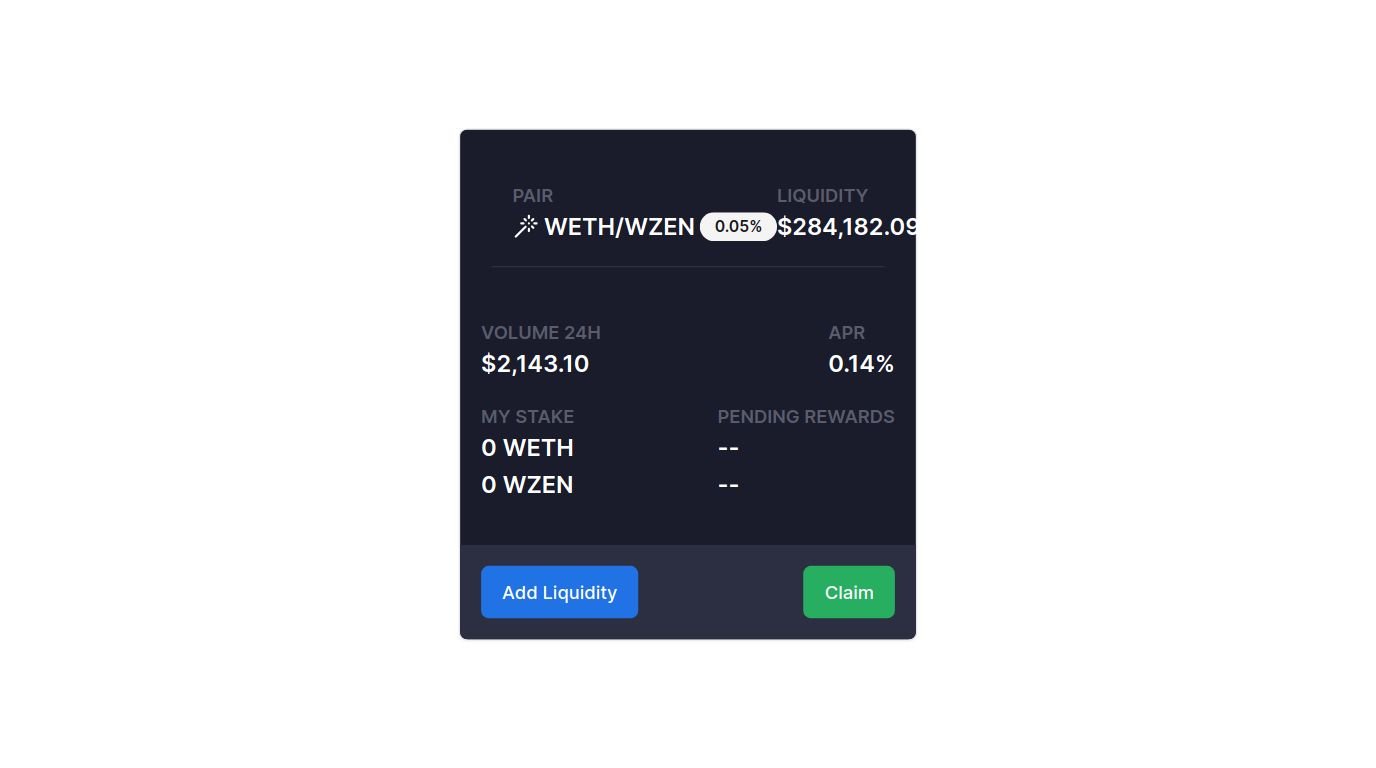 PAIR LIQUIDITY
WETH/WZEN 0.05% $284,182.09
VOLUME 24H APR
$2,143.10 0.14%
MY STAKE PENDING REWARDS
0 WETH --
0 WZEN --
Add Liquidity Claim